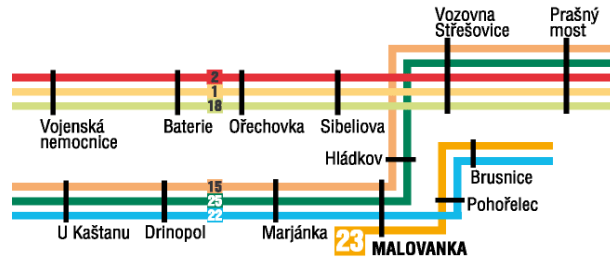 Vozovna
Střešovice
Prašný
most
2
1
18
Vojenská
nemocnice
Baterie
Ořechovka
Sibeliova
Hládkov
15
25
22
Brusnice
Pohořelec
U Kaštanu
Drinopol
Marjánka
23
MALOVANKA